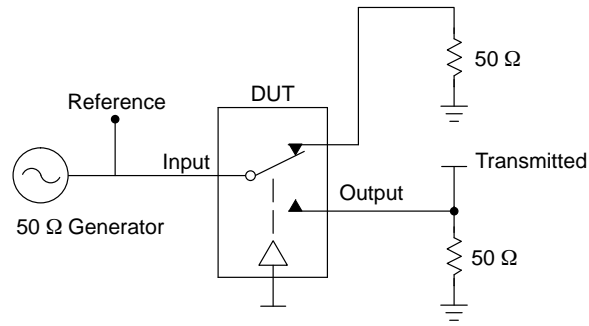 50 Ω
DUT
Reference
Input
Transmitted
Output
50 Ω Generator
50 Ω